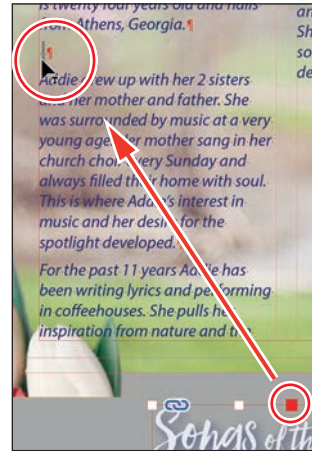 is twenty four years old and hails
from Athens, Georgia.¶
¶
Addie grew up with her 2 sisters
and her mother and father. She
was surrounded by music at a very
young age. Her mother sang in her
church choir every Sunday and
always filled their home with soul.
This is where Addie's interest in
music and her desire for the
spotlight developed.¶
For the past 11 years Addie has
been writing lyrics and performing
in coffeehouses. She pulls her
inspiration from nature and the
an
Sh
so
de
Songs of th